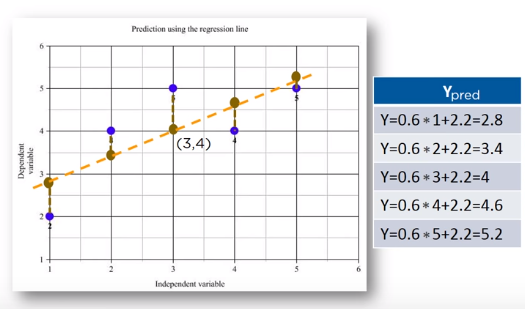 Prediction using the regression line
6
5
4
3
2
1
Dependent
variable
2
(3,4)
4
5
1 2 3 4 5 6
Independent variable
Ypred
Y=0.6*1+2.2=2.8
Y=0.6*2+2.2=3.4
Y=0.6*3+2.2=4
Y=0.6*4+2.2=4.6
Y=0.6*5+2.2=5.2